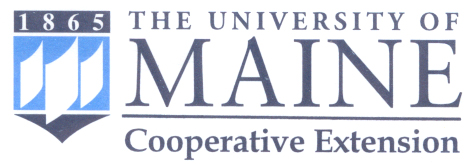 1865
THE UNIVERSITY OF
MAINE
Cooperative Extension